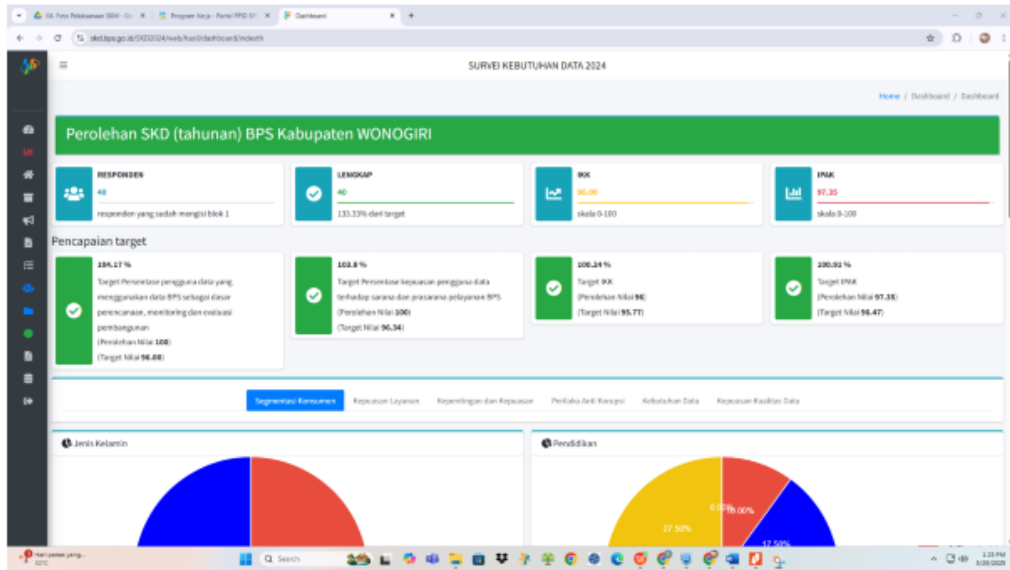 Program Kerja - Portal PPID
Dashboard
SURVEI KEBUTUHAN DATA 2024
Home / Dashboard / Dashboard
Perolehan SKD (tahunan) BPS Kabupaten WONOGIRI
RESPONDEN
40
responden yang sudah mengisi blok 1
LENGKAP
40
133.33% dari target
IKK
96.00
skala 0-100
IPAK
97.35
skala 0-100
Pencapaian target
104.17 %
Target Persentase pengguna data yang
menggunakan data BPS sebagai dasar
perencanaan, monitoring dan evaluasi
pembangunan
(Perolehan Nilai 100)
(Target Nilai 96.00)
103.8 %
Target Persentase kepuasan pengguna data
terhadap sarana dan prasarana pelayanan BPS
(Perolehan Nilai 100)
(Target Nilai 96.34)
100.24 %
Target IKK
(Perolehan Nilai 96)
(Target Nilai 95.77)
Target IPAK
(Perolehan Nilai 97.35)
(Target Nilai 96.47)
Segmentasi Konsumen
Kepuasan Layanan
Kepentingan dan Kepuasan
Perilaku Anti Korupsi
Kebutuhan Data
Kepuasan Kualitas Data
Jenis Kelamin
Pendidikan
27.50%
17.50%
Search